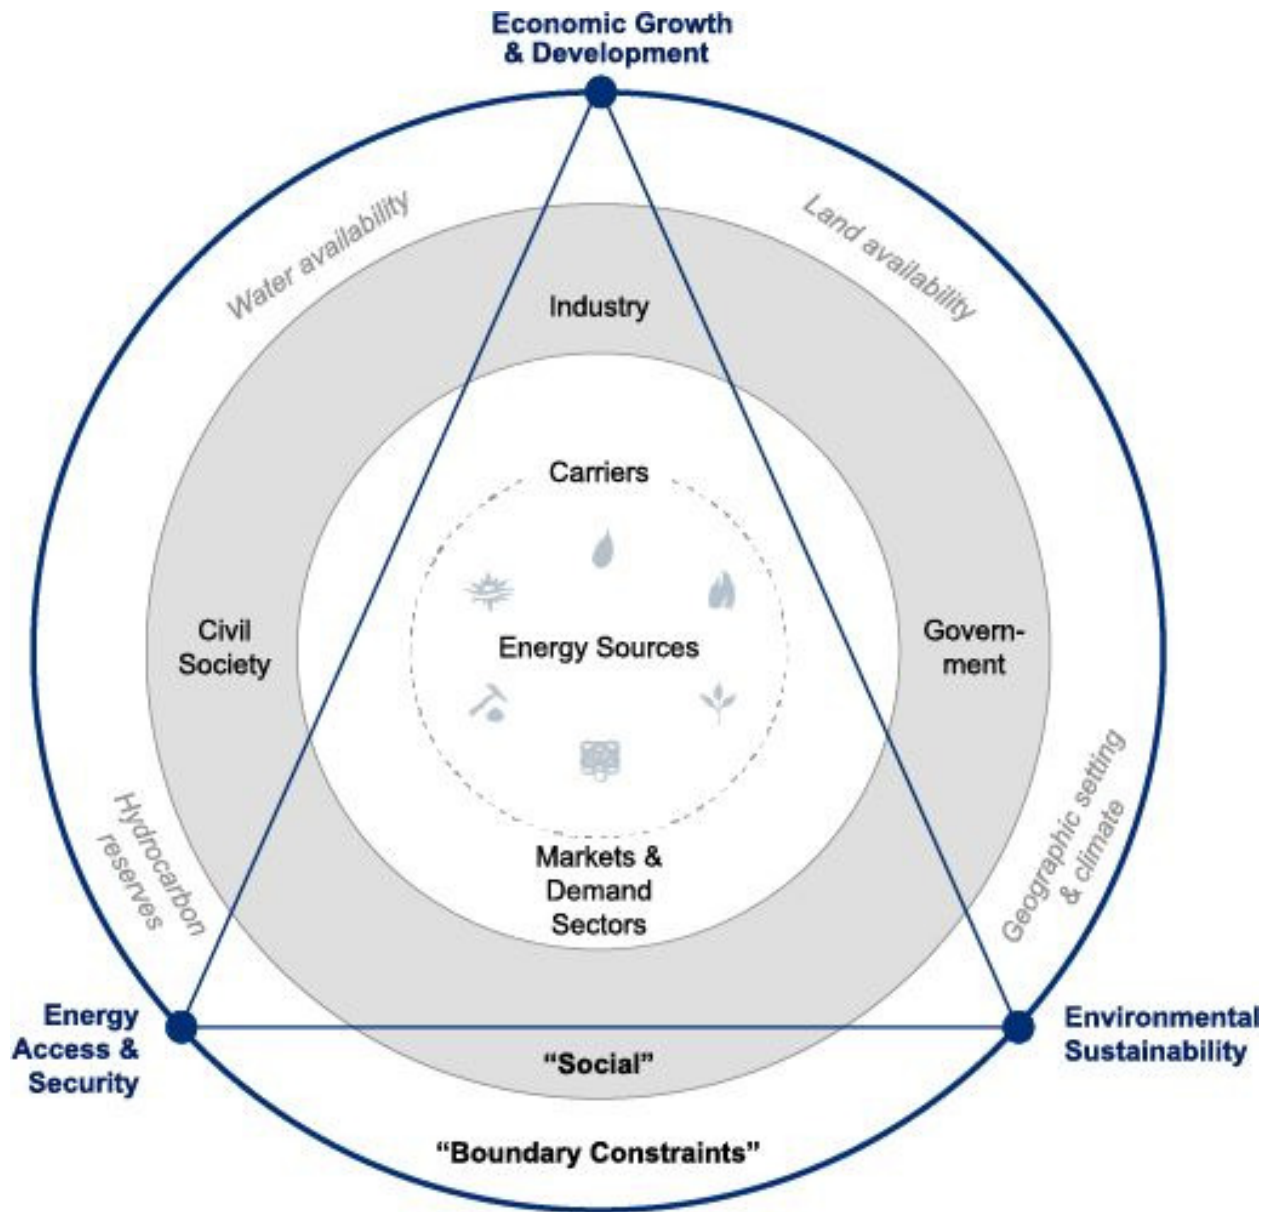 Economic Growth
& Development
Water availability
Land availability
Industry
Carriers
Civil
Society
Energy Sources
Govern-
ment
Hydrocarbon
reserves
Geographic setting
& climate
Markets &
Demand
Sectors
Energy
Access &
Security
Environmental
Sustainability
“Social”
“Boundary Constraints”